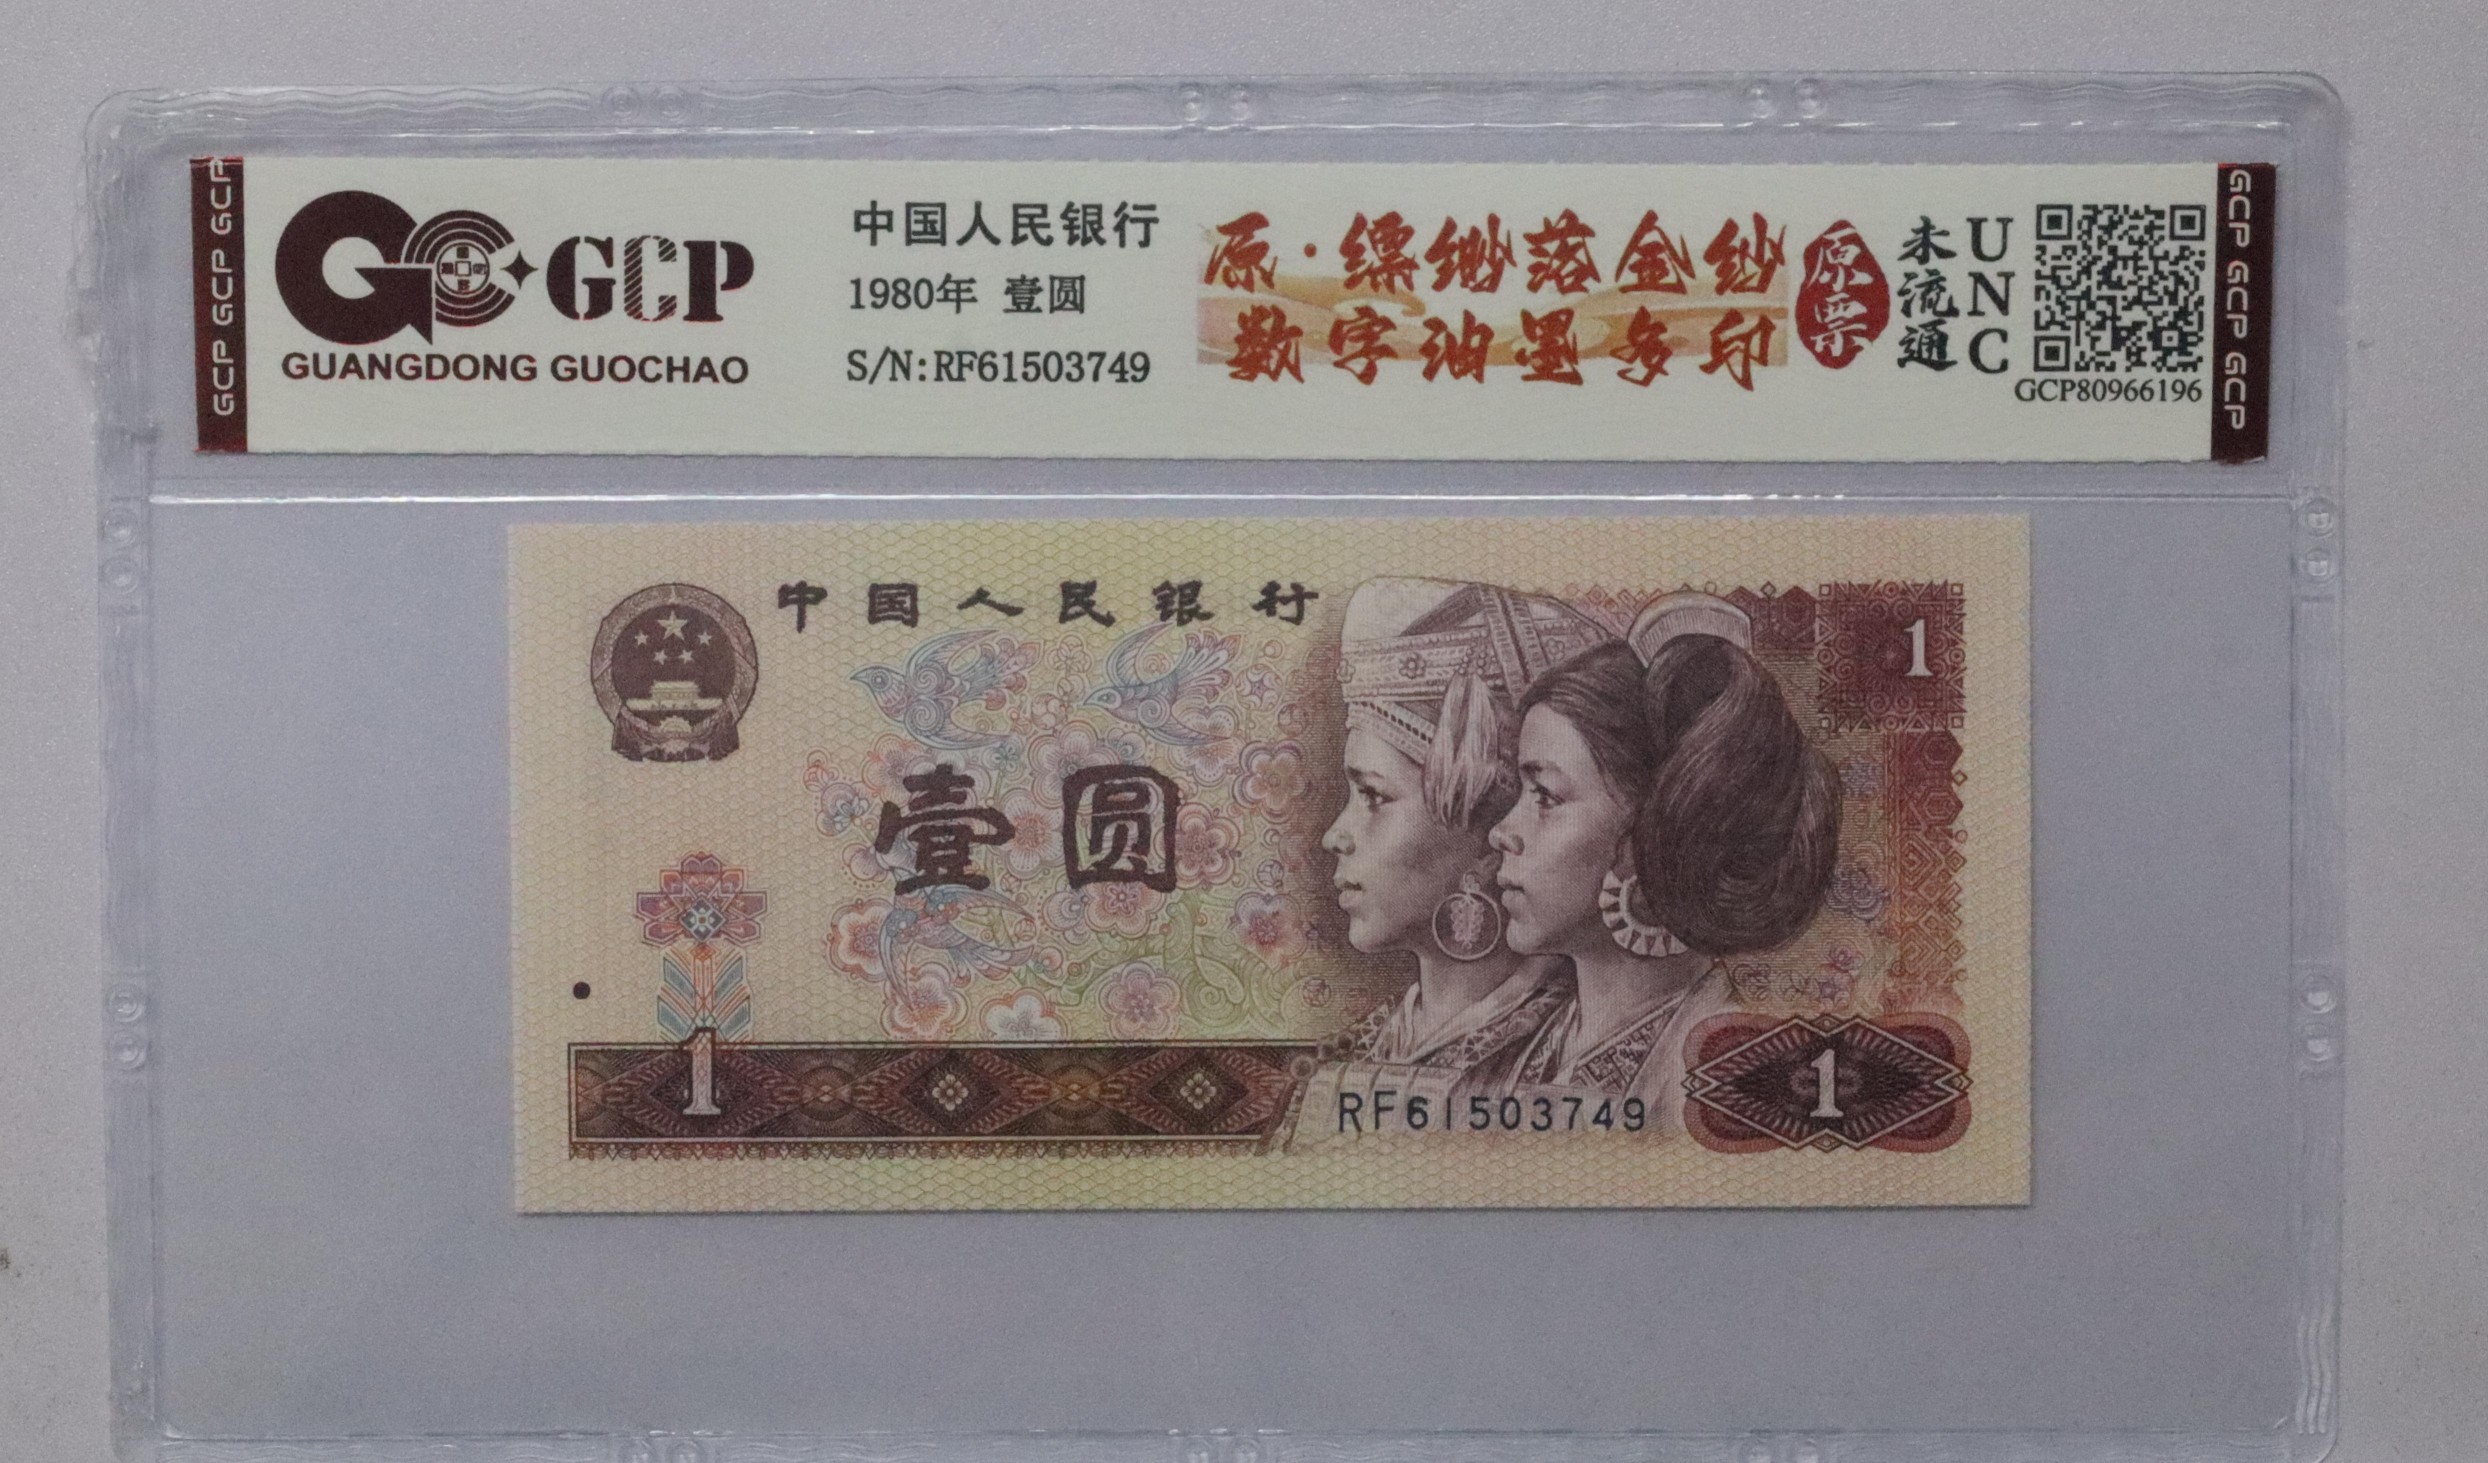 GCP GCP GCP
GCP
GUANGDONG GUOCHAO
中国人民银行
1980年 壹圆
S/N:RF61503749
原·缥缈落金纱
数字油墨多印
原票
未流通
UNC
GCP80966196
GCP GCP GCP
中国人民银行
1
壹圆
1
RF61503749
1